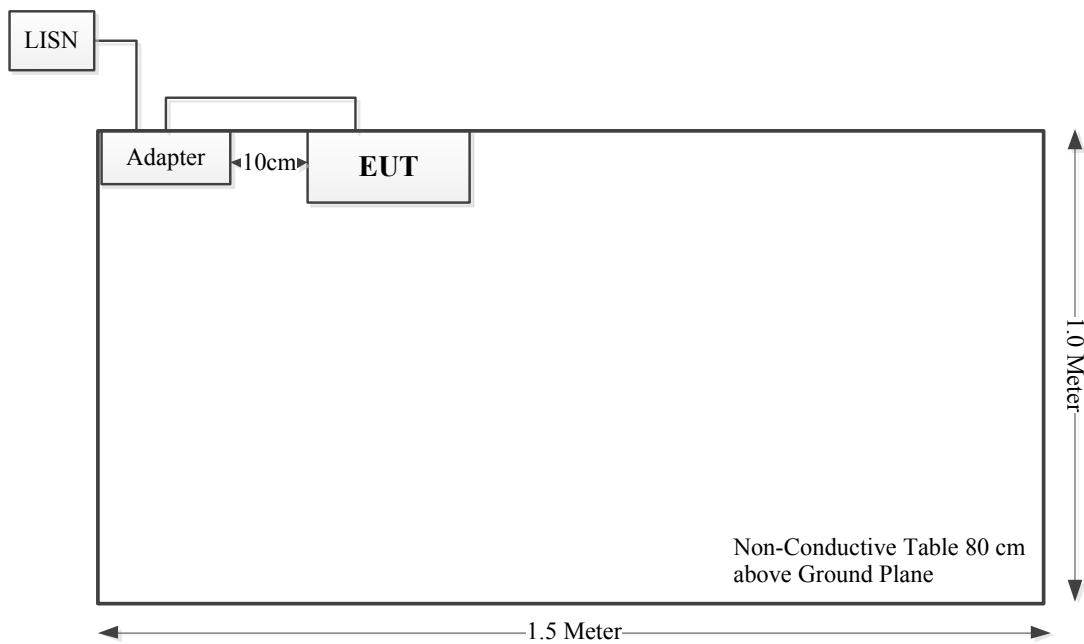 LISN
Adapter
10cm
EUT
1.0 Meter
Non-Conductive Table 80 cm
above Ground Plane
1.5 Meter